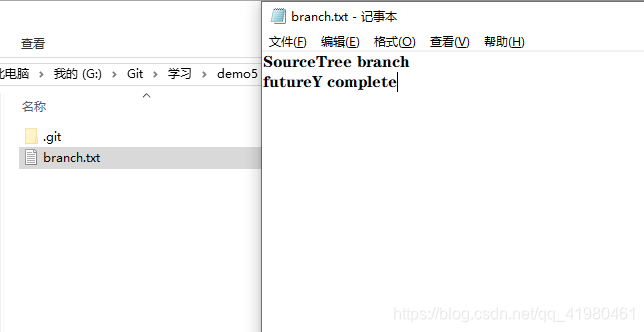 查看
此电脑 › 我的 (G:) › Git › 学习 › demo5
名称
.git
branch.txt
branch.txt - 记事本
文件(F) 编辑(E) 格式(O) 查看(V) 帮助(H)
SourceTree branch
futureY complete
https://blog.csdn.net/qq_41980461